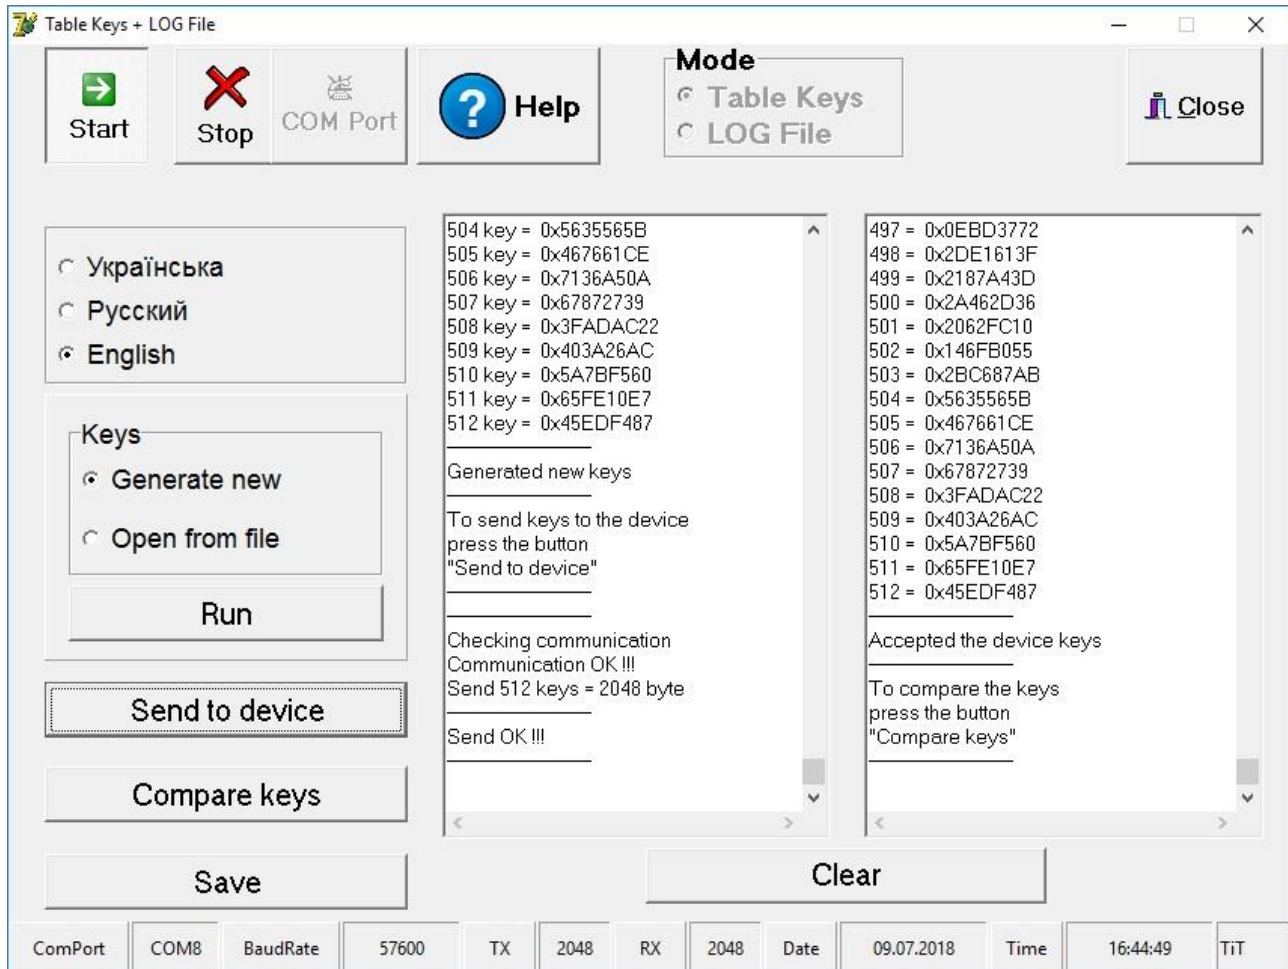 Table Keys + LOG File
Start
Stop
COM Port
? Help
Mode
Table Keys
LOG File
Close
Українська
Русский
English
Keys
Generate new
Open from file
Run
Send to device
Compare keys
Save
504 key = 0x5635565B
505 key = 0x467661CE
506 key = 0x7136A50A
507 key = 0x67872739
508 key = 0x3FADAC22
509 key = 0x403A26AC
510 key = 0x5A7BF560
511 key = 0x65FE10E7
512 key = 0x45EDF487
Generated new keys
To send keys to the device
press the button
"Send to device"
Checking communication
Communication OK !!!
Send 512 keys = 2048 byte
Send OK !!!
497 = 0x0EBD3772
498 = 0x2DE1613F
499 = 0x2187A43D
500 = 0x2A462D36
501 = 0x2062FC10
502 = 0x146FB055
503 = 0x2BC687AB
504 = 0x5635565B
505 = 0x467661CE
506 = 0x7136A50A
507 = 0x67872739
508 = 0x3FADAC22
509 = 0x403A26AC
510 = 0x5A7BF560
511 = 0x65FE10E7
512 = 0x45EDF487
Accepted the device keys
To compare the keys
press the button
"Compare keys"
Clear
ComPort COM8 BaudRate 57600 TX 2048 RX 2048 Date 09.07.2018 Time 16:44:49 TiT